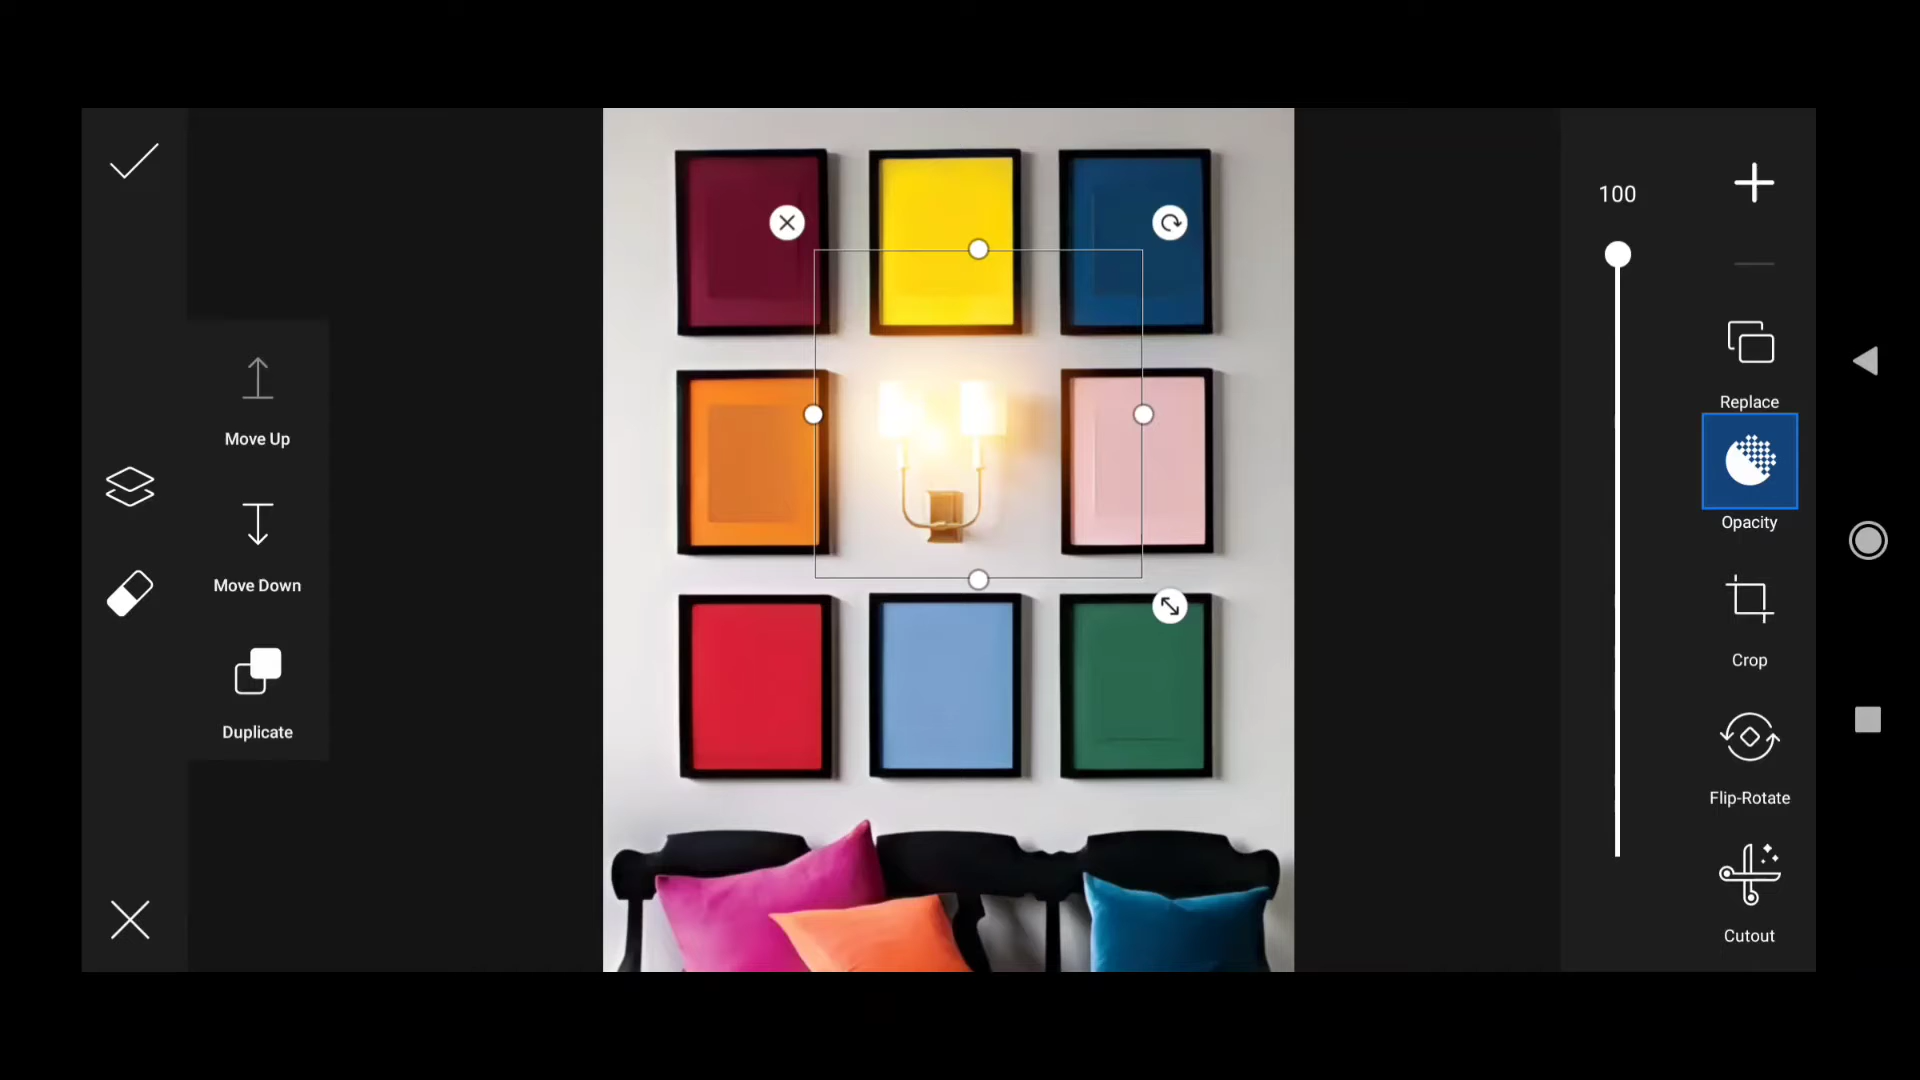 Move Up
Move Down
Duplicate
100
Replace
Opacity
Crop
Flip-Rotate
Cutout